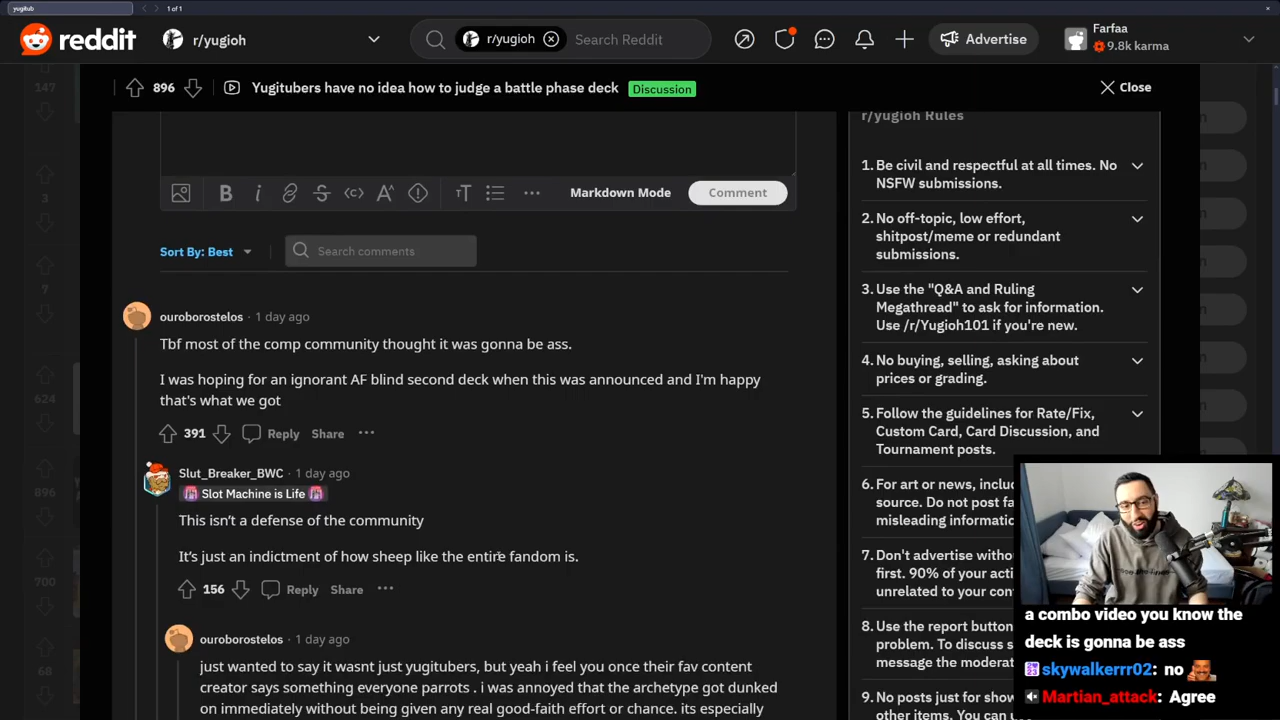 yugitub
1 of 1
reddit
r/yugioh
r/yugioh
Search Reddit
Advertise
Farfaa
9.8k karma
147
896
Yugitubers have no idea how to judge a battle phase deck
Discussion
Close
Markdown Mode
Comment
Sort By: Best
Search comments
ouroborostelos · 1 day ago
Tbf most of the comp community thought it was gonna be ass.
I was hoping for an ignorant AF blind second deck when this was announced and I'm happy
that's what we got
391
Reply
Share
Slut_Breaker_BWC · 1 day ago
Slot Machine is Life
This isn't a defense of the community
It's just an indictment of how sheep like the entire fandom is.
156
Reply
Share
ouroborostelos · 1 day ago
just wanted to say it wasnt just yugitubers, but yeah i feel you once their fav content
creator says something everyone parrots . i was annoyed that the archetype got dunked
on immediately without being given any real good-faith effort or chance. its especially
3
7
624
896
700
68
r/yugioh Rules
1. Be civil and respectful at all times. No
NSFW submissions.
2. No off-topic, low effort,
shitpost/meme or redundant
submissions.
3. Use the "Q&A and Ruling
Megathread" to ask for information.
Use /r/Yugioh101 if you're new.
4. No buying, selling, asking about
prices or grading.
5. Follow the guidelines for Rate/Fix,
Custom Card, Card Discussion, and
Tournament posts.
6. For art or news,
source. Do not post
misleading
7. Don't advertise
first. 90% of your
unrelated to your
8. Use the report
problem. To discuss
message the
9. No posts just for
other items. You can
a combo video you know the
deck is gonna be ass
skywalkerrr02: no
Martian_attack: Agree